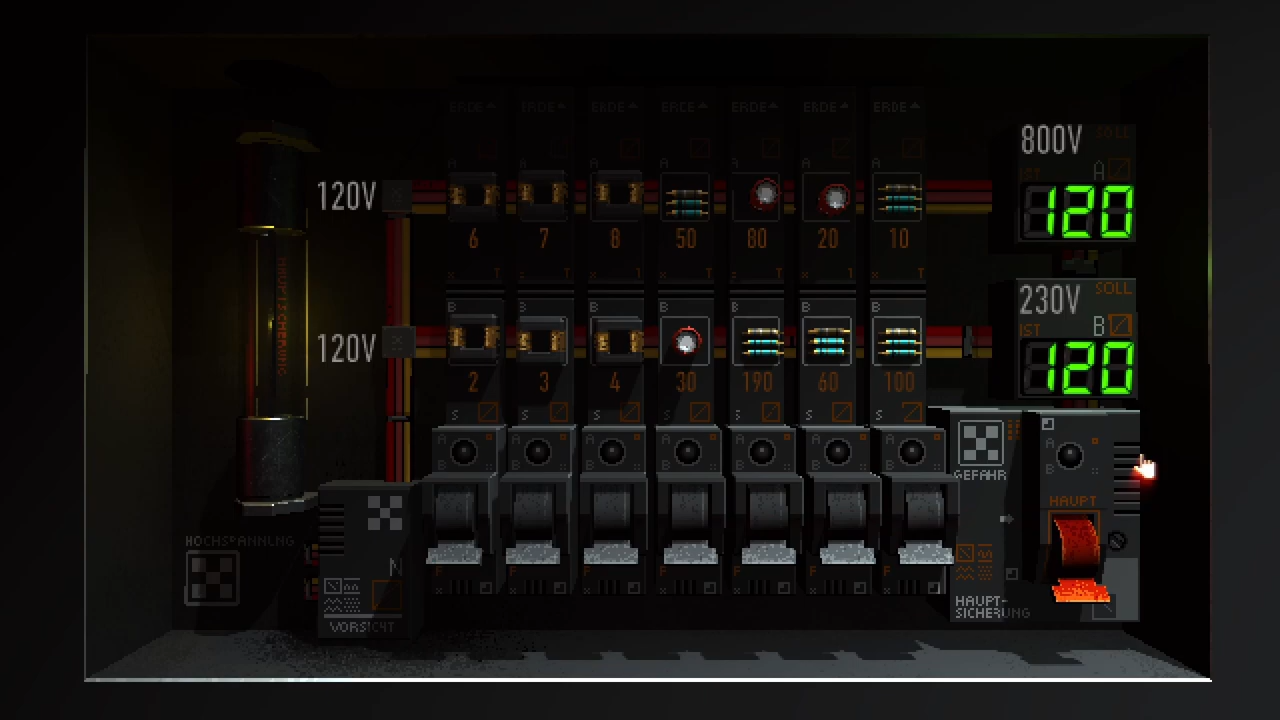 ERDE ERDE ERDE ERDE ERDE ERDE ERDE
800V SOLL
A A A A A A A
IST A
120V
120
6 7 8 50 80 20 10
B B B B B B B
230V SOLL
IST B
120V
120
2 3 4 30 190 60 100
S S S S S S S
A A A A A A A A
B B B B B B B B
GEFAHR
HAUPT
HAUPTSICHERUNG
HOCHSPANNUNG
N
F F F F F F F
HAUPT-
SICHERUNG
VORSICHT